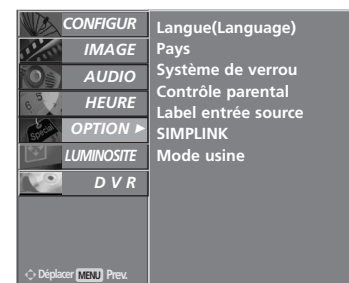 CONFIGUR
IMAGE
AUDIO
HEURE
OPTION ►
LUMINOSITE
D V R
Langue(Language)
Pays
Système de verrou
Contrôle parental
Label entrée source
SIMPLINK
Mode usine
Déplacer MENU Prev.